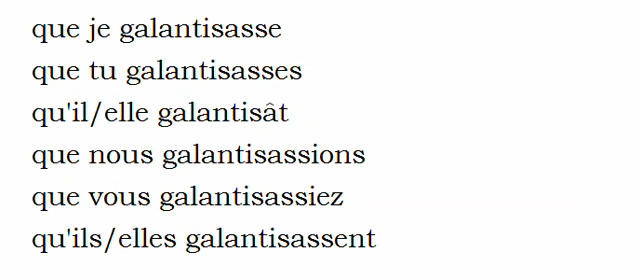 que je galantisasse
que tu galantisasses
qu'il/elle galantisât
que nous galantisassions
que vous galantisassiez
qu'ils/elles galantisassent